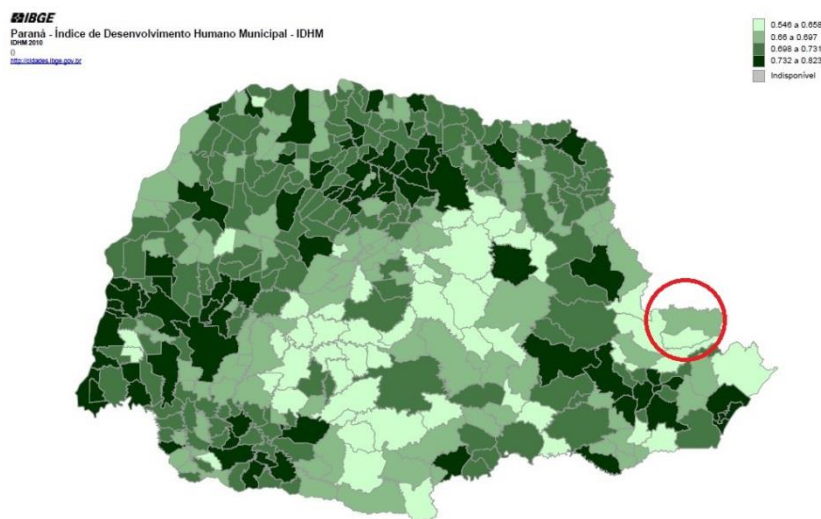 IBGE
Paraná - Índice de Desenvolvimento Humano Municipal - IDHM
IDHM 2010
()
http://cidades.ibge.gov.br
0.546 a 0.658
0.66 a 0.697
0.698 a 0.731
0.732 a 0.823
Indisponível